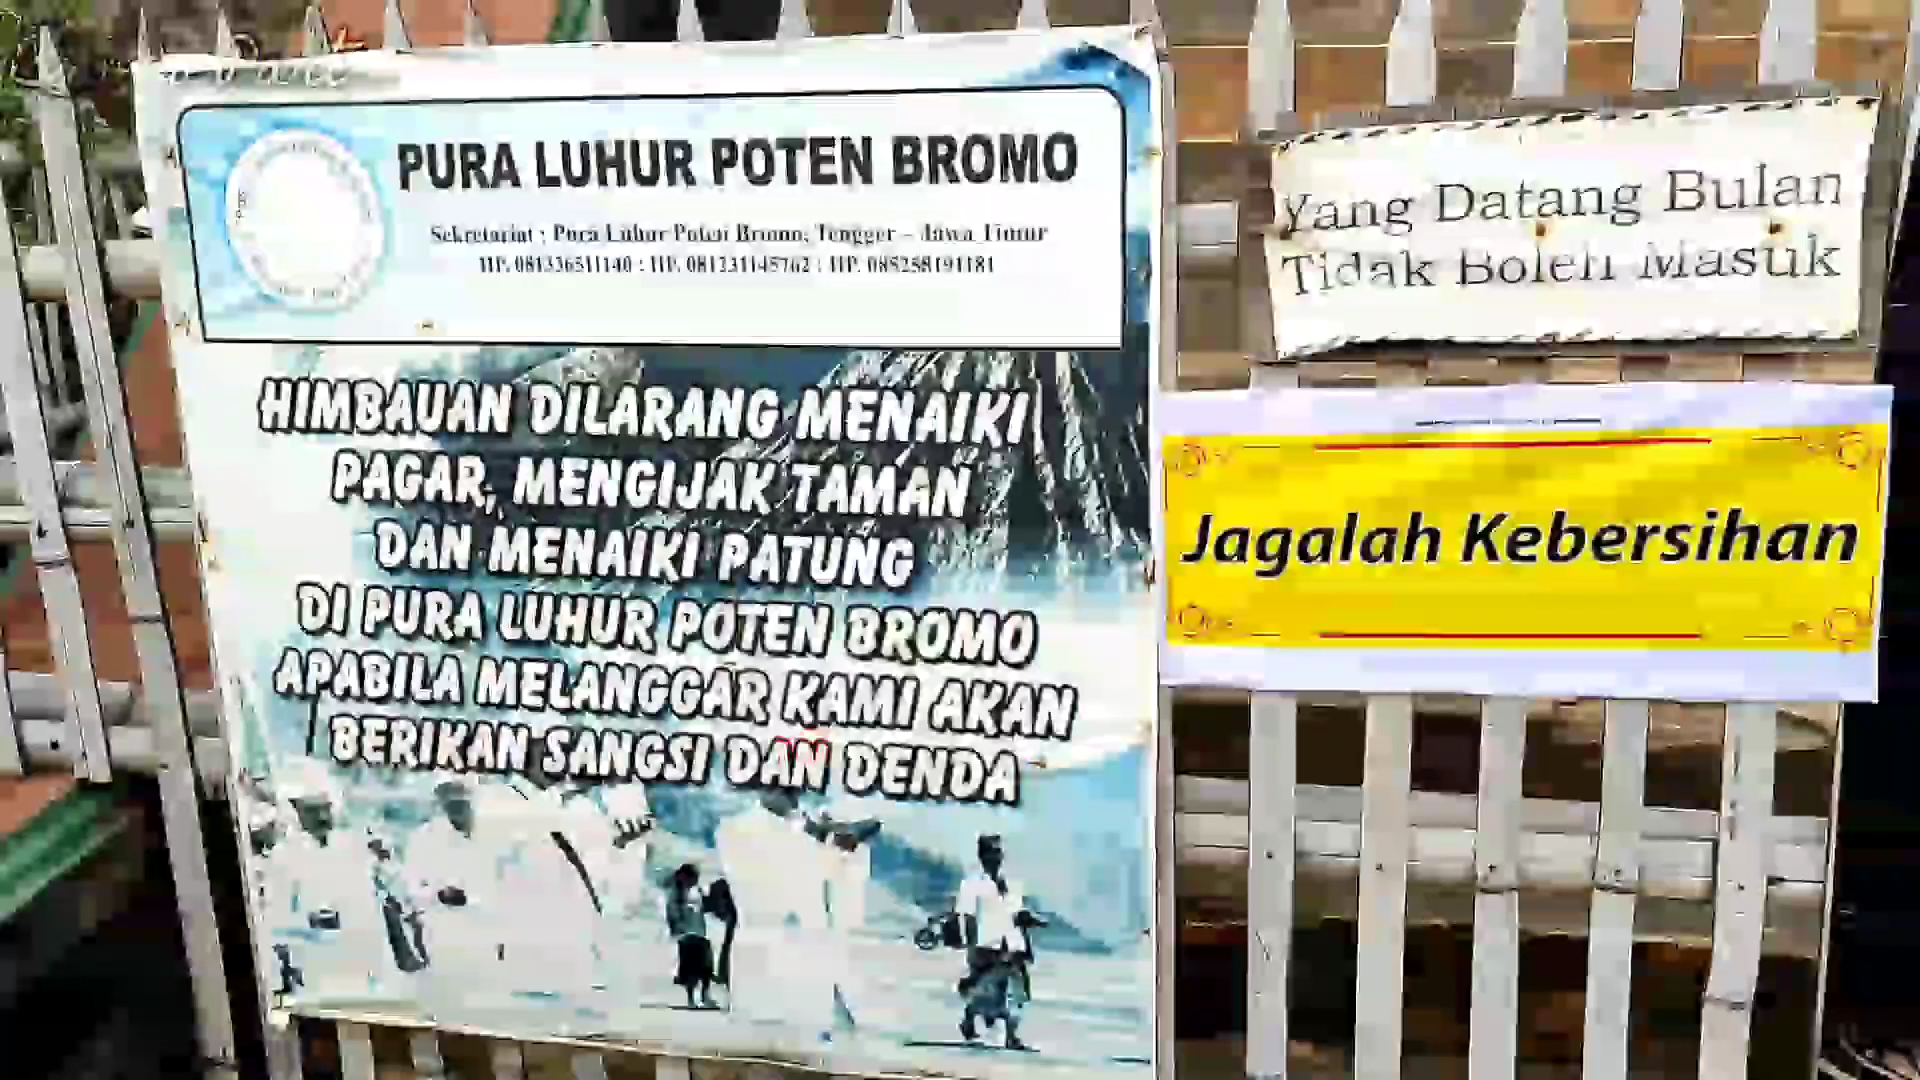 PURA LUHUR POTEN BROMO
Sekretariat : Pura Luhur Poten Bromo, Tengger – Jawa Timur
HP. 081336511140 : HP. 081231145762 : HP. 085258191181
HIMBAUAN DILARANG MENAIKI
PAGAR, MENGIJAK TAMAN
DAN MENAIKI PATUNG
DI PURA LUHUR POTEN BROMO
APABILA MELANGGAR KAMI AKAN
BERIKAN SANGSI DAN DENDA
Yang Datang Bulan
Tidak Boleh Masuk
Jagalah Kebersihan